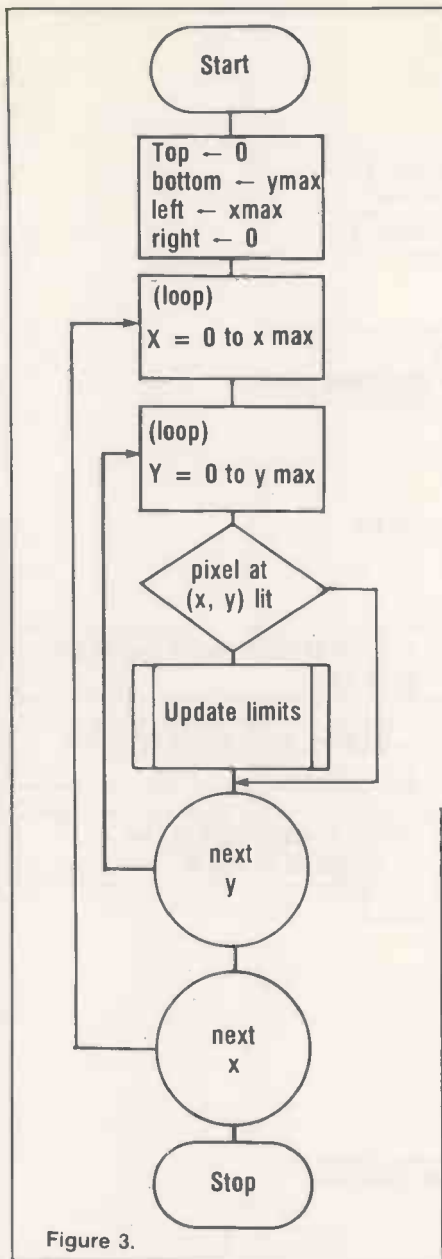 Start
Top ← 0
bottom ← ymax
left ← xmax
right ← 0
(loop)
X = 0 to x max
(loop)
Y = 0 to y max
pixel at
(x, y) lit
Update limits
next
y
next
x
Stop
Figure 3.